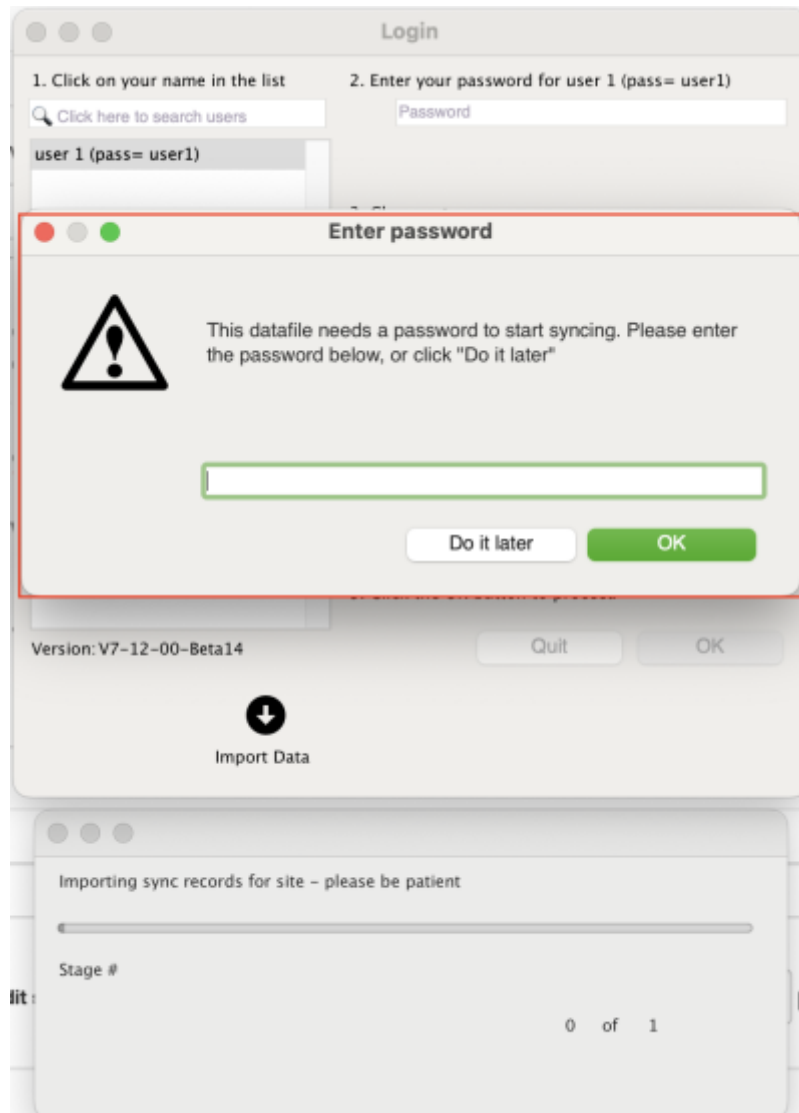 Login
1. Click on your name in the list
2. Enter your password for user 1 (pass= user1)
Click here to search users
Password
user 1 (pass= user1)
Enter password
This datafile needs a password to start syncing. Please enter
the password below, or click "Do it later"
Do it later
OK
Version: V7-12-00-Beta14
Quit
OK
Import Data
Importing sync records for site – please be patient
Stage #
dit
0 of 1